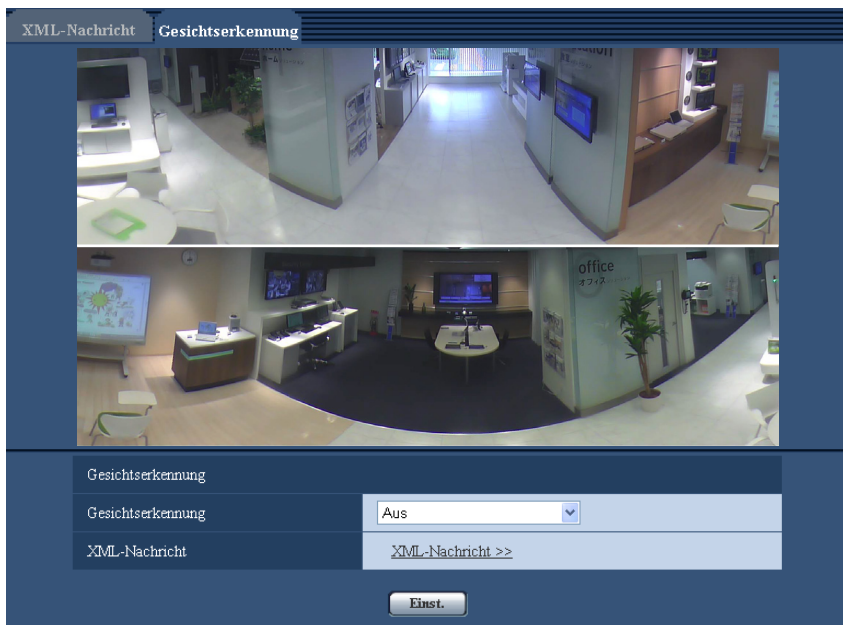 XML-Nachricht
Gesichtserkennung
office
オフィス
Gesichtserkennung
Gesichtserkennung
Aus
XML-Nachricht
XML-Nachricht >>
Einst.